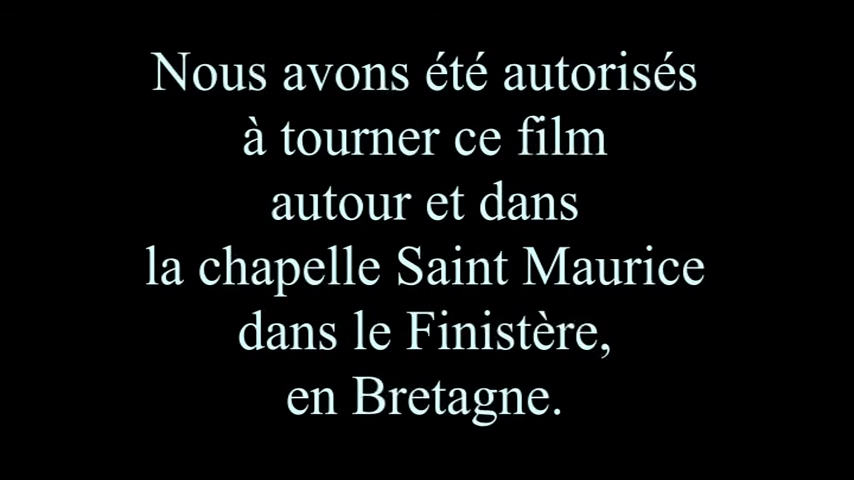 Nous avons été autorisés
à tourner ce film
autour et dans
la chapelle Saint Maurice
dans le Finistère,
en Bretagne.